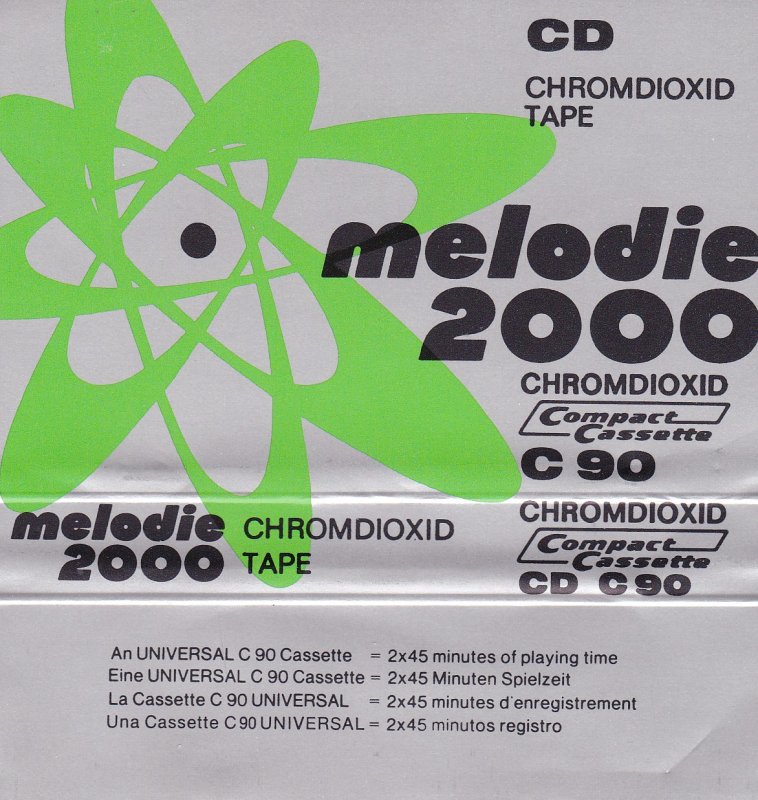 CD
CHROMDIOXID
TAPE
melodie
2000
CHROMDIOXID
Compact
Cassette
C 90
melodie
2000
CHROMDIOXID
TAPE
CHROMDIOXID
Compact
Cassette
CD C 90
An UNIVERSAL C 90 Cassette = 2x45 minutes of playing time
Eine UNIVERSAL C 90 Cassette = 2x45 Minuten Spielzeit
La Cassette C 90 UNIVERSAL = 2x45 minutes d'enregistrement
Una Cassette C 90 UNIVERSAL = 2x45 minutos registro